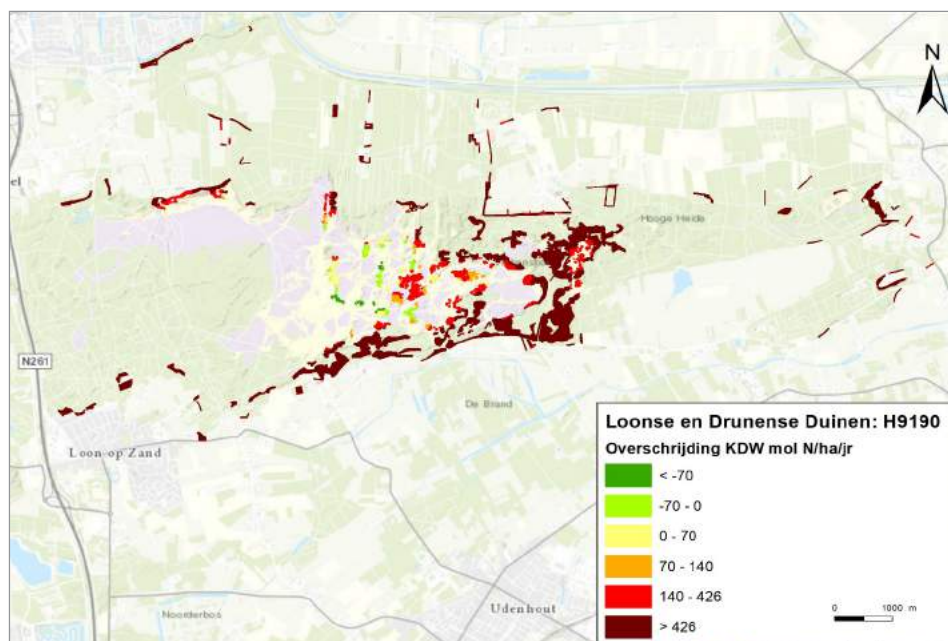 N
el
Hooge Heide
N261
De Brand
Loon op Zand
Noorderbos
Udenhout
Loonse en Drunense Duinen: H9190
Overschrijding KDW mol N/ha/jr
< -70
-70 - 0
0 - 70
70 - 140
140 - 426
> 426
0 1000 m